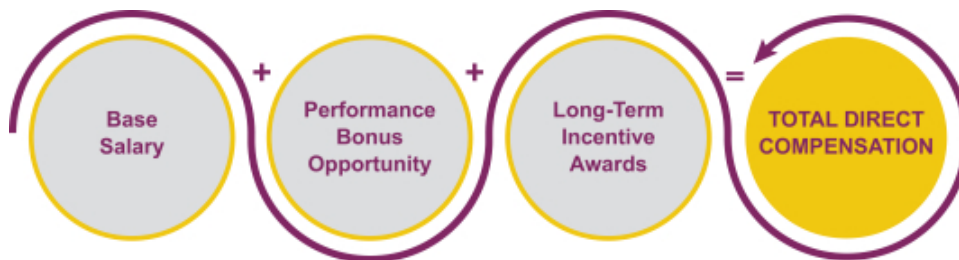 Base
Salary
+
Performance
Bonus
Opportunity
+
Long-Term
Incentive
Awards
=
TOTAL DIRECT
COMPENSATION